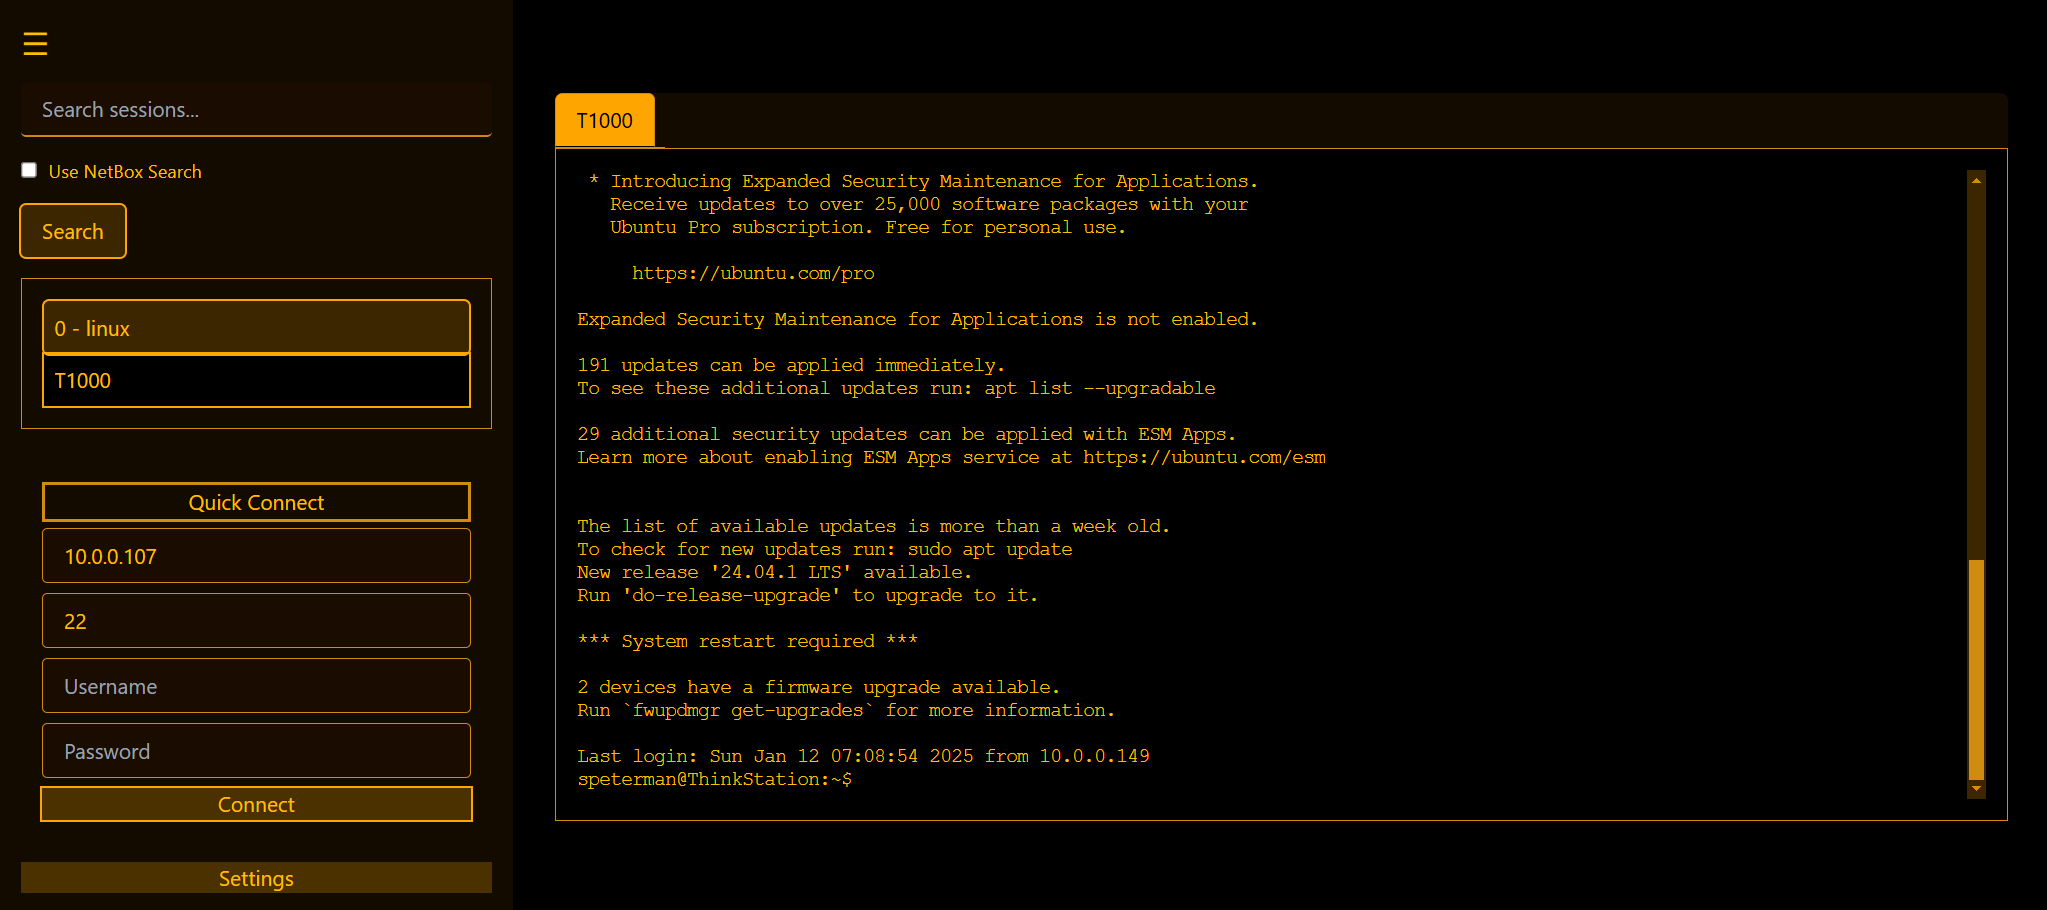 Search sessions...
Use NetBox Search
Search
0 - linux
T1000
Quick Connect
10.0.0.107
22
Username
Password
Connect
Settings
T1000
* Introducing Expanded Security Maintenance for Applications.
Receive updates to over 25,000 software packages with your
Ubuntu Pro subscription. Free for personal use.
https://ubuntu.com/pro
Expanded Security Maintenance for Applications is not enabled.
191 updates can be applied immediately.
To see these additional updates run: apt list --upgradable
29 additional security updates can be applied with ESM Apps.
Learn more about enabling ESM Apps service at https://ubuntu.com/esm
The list of available updates is more than a week old.
To check for new updates run: sudo apt update
New release '24.04.1 LTS' available.
Run 'do-release-upgrade' to upgrade to it.
*** System restart required ***
2 devices have a firmware upgrade available.
Run `fwupdmgr get-upgrades` for more information.
Last login: Sun Jan 12 07:08:54 2025 from 10.0.0.149
speterman@ThinkStation:~$